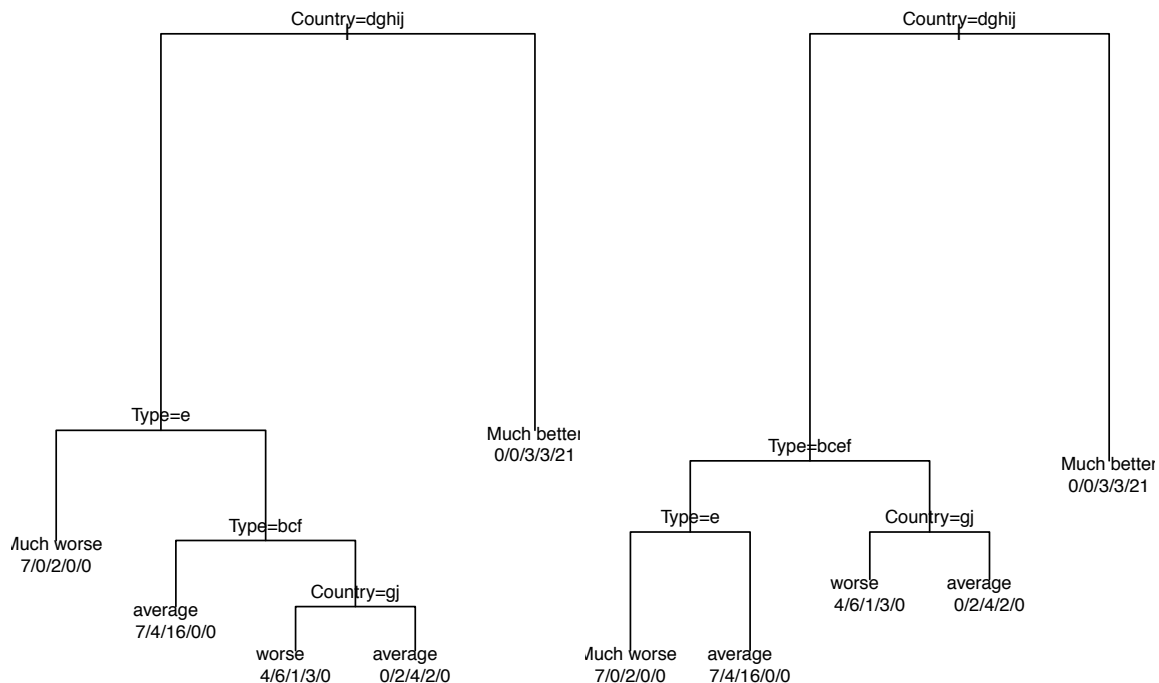 Country=dghij
Type=e
Much better
0/0/3/3/21
Type=bcf
Much worse
7/0/2/0/0
Country=gj
average
7/4/16/0/0
worse
4/6/1/3/0
average
0/2/4/2/0
Country=dghij
Type=bcef
Much better
0/0/3/3/21
Type=e
Country=gj
worse
4/6/1/3/0
average
0/2/4/2/0
Much worse
7/0/2/0/0
average
7/4/16/0/0